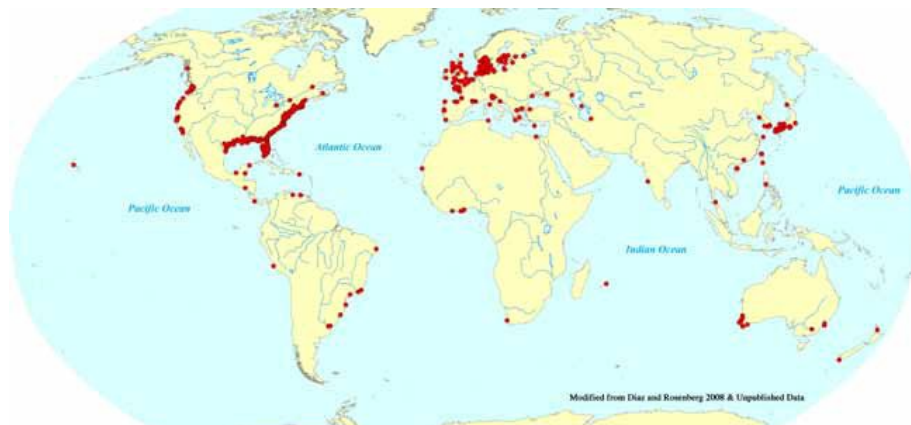 Atlantic Ocean
Pacific Ocean
Pacific Ocean
Indian Ocean
Modified from Diaz and Rosenberg 2008 & Unpublished Data